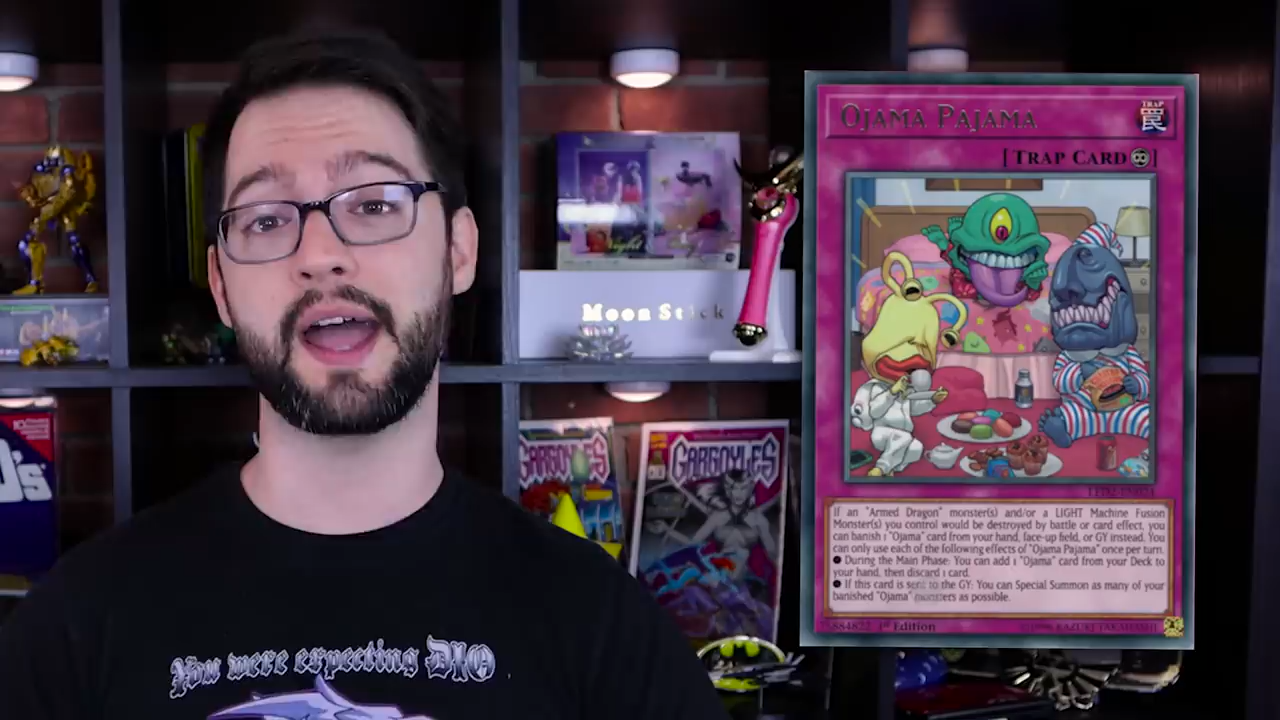 OJAMA PAJAMA
TRAP
罠
[TRAP CARD]
Moon Stick
Night
GARGOYLES
GARGOYLES
You were expecting DIO
If an "Armed Dragon" monster(s) and/or a LIGHT Machine Fusion
Monster(s) you control would be destroyed by battle or card effect, you
can banish 1 "Ojama" card from your hand, face-up field, or GY instead. You
can only use each of the following effects of "Ojama Pajama" once per turn.
● During the Main Phase: You can add 1 "Ojama" card from your Deck to
your hand, then discard 1 card.
● If this card is sent to the GY: You can Special Summon as many of your
banished "Ojama" monsters as possible.
1st Edition
KAZUKI TAKAHASHI